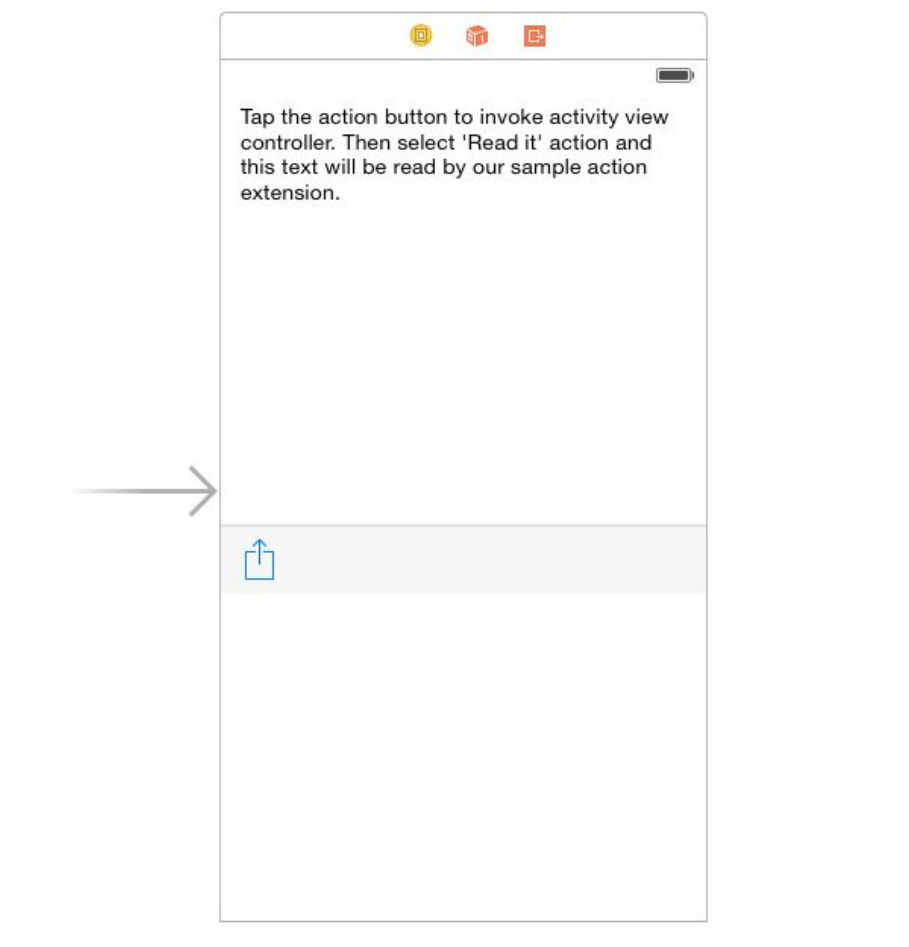 Tap the action button to invoke activity view
controller. Then select 'Read it' action and
this text will be read by our sample action
extension.